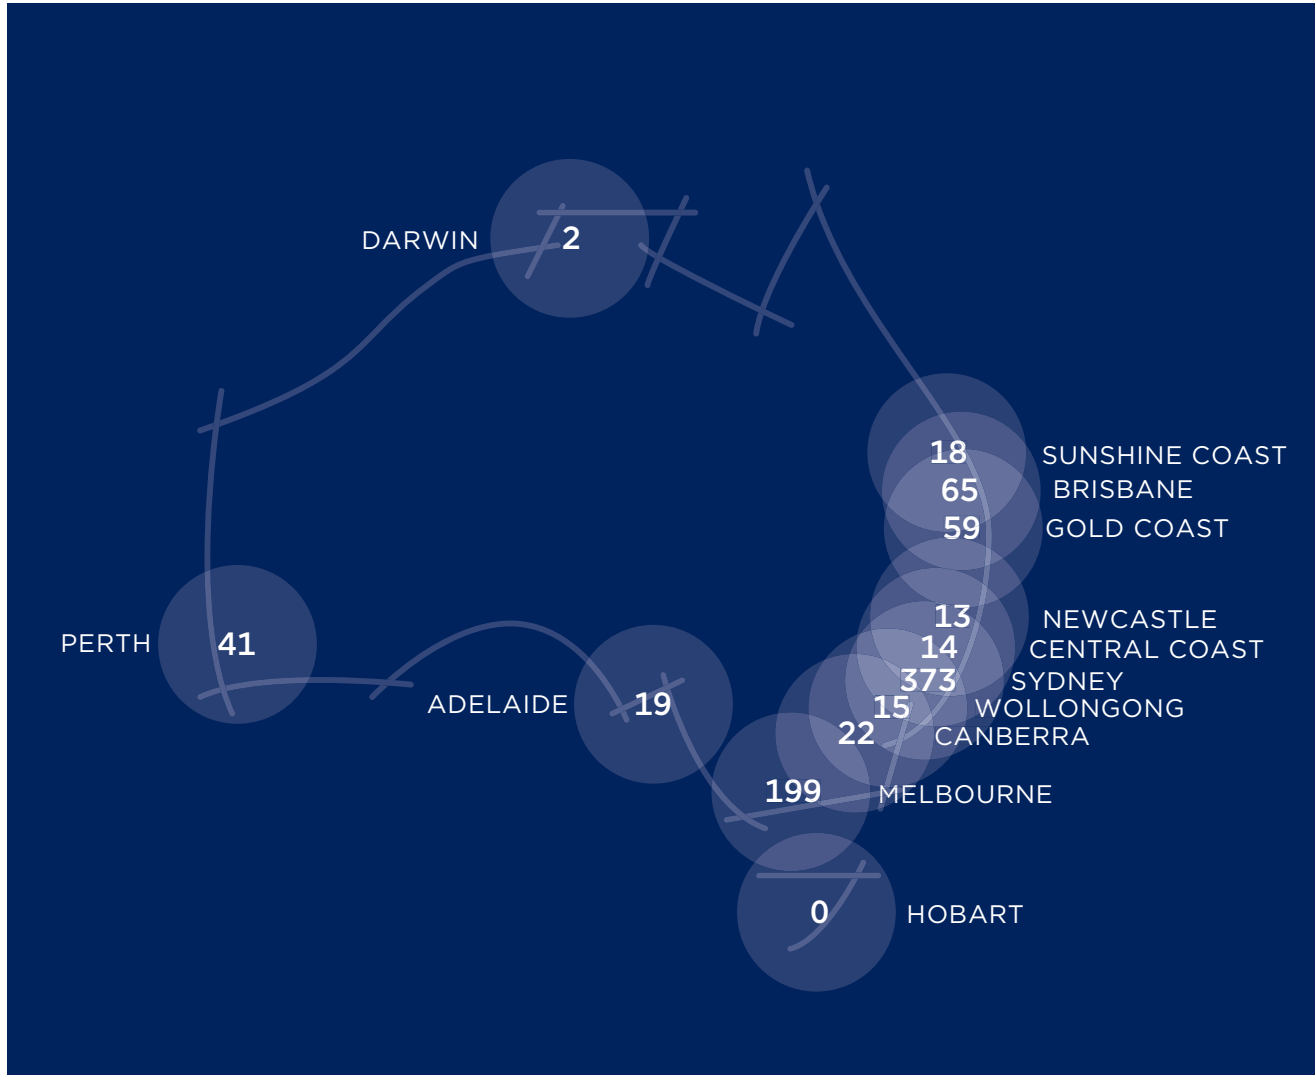 DARWIN 2
18 SUNSHINE COAST
65 BRISBANE
59 GOLD COAST
13 NEWCASTLE
PERTH 41
14 CENTRAL COAST
373 SYDNEY
ADELAIDE 19
15 WOLLONGONG
22 CANBERRA
199 MELBOURNE
0 HOBART